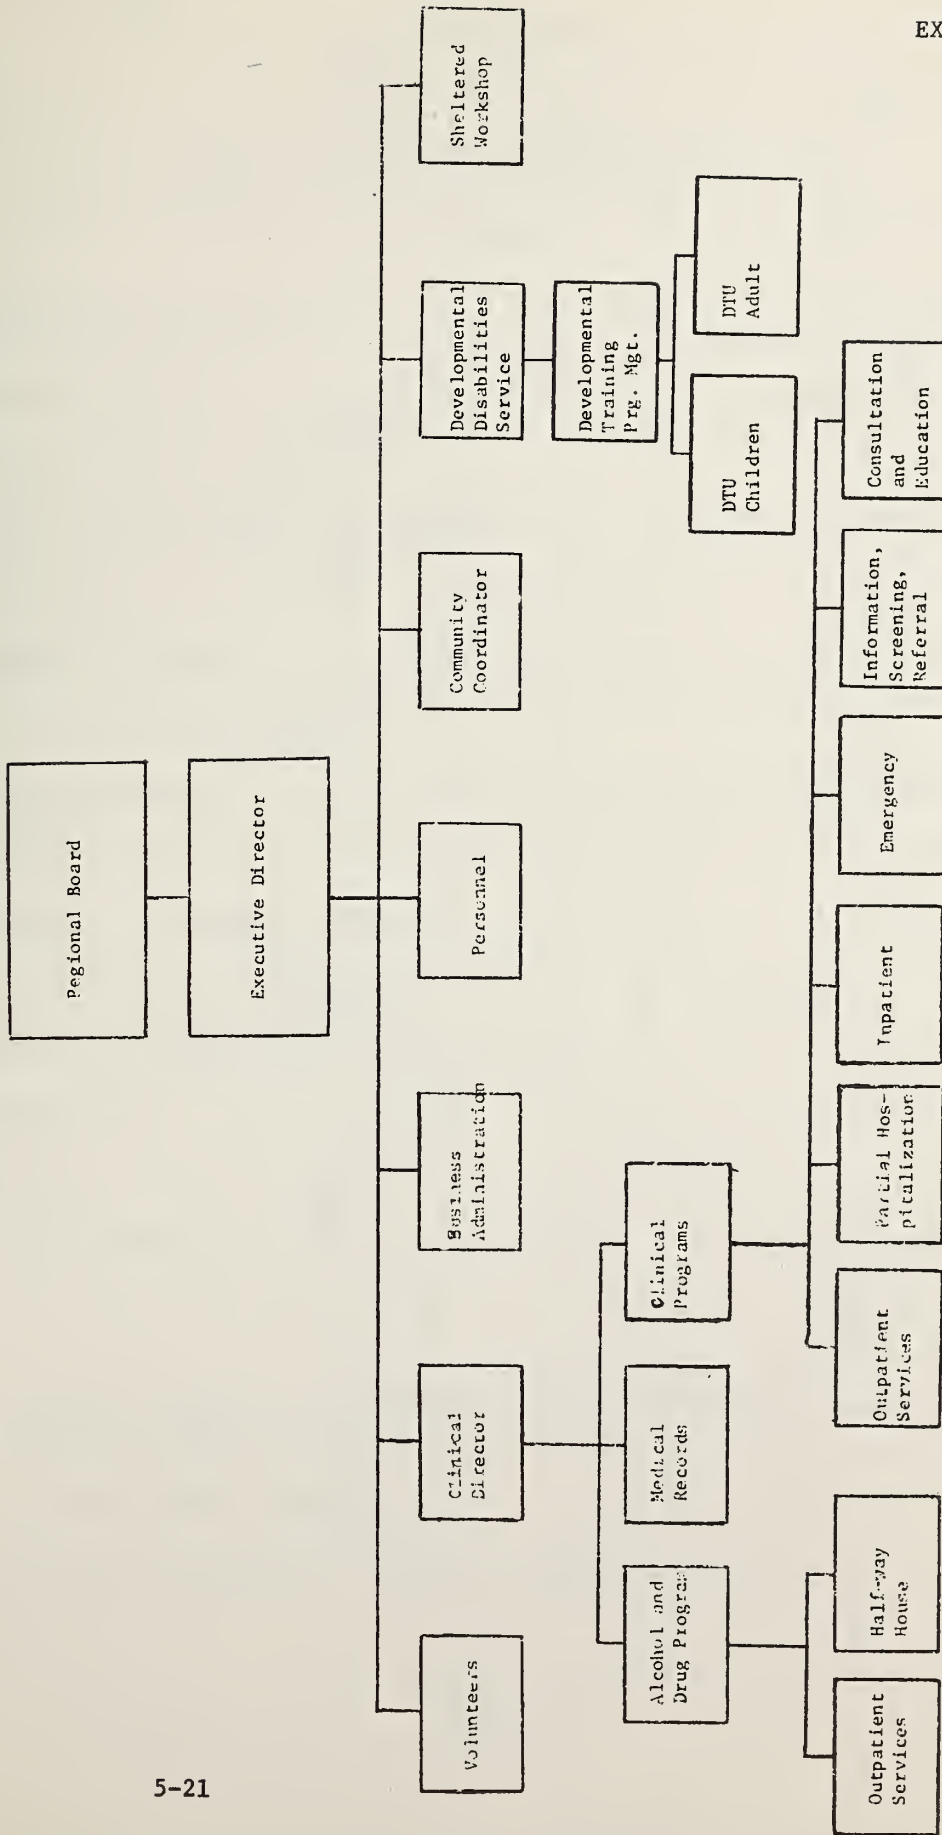 EX
Regional Board
Executive Director
Volunteers
Clinical
Director
Business
Administration
Personnel
Community
Coordinator
Developmental
Disabilities
Service
Sheltered
Workshop
Developmental
Training
Prg. Mgt.
DTU
Children
DTU
Adult
Alcohol and
Drug Program
Medical
Records
Clinical
Programs
Outpatient
Services
Half-way
House
Outpatient
Services
Partial Hos-
pitalization
Inpatient
Emergency
Information,
Screening,
Referral
Consultation
and
Education
5-21